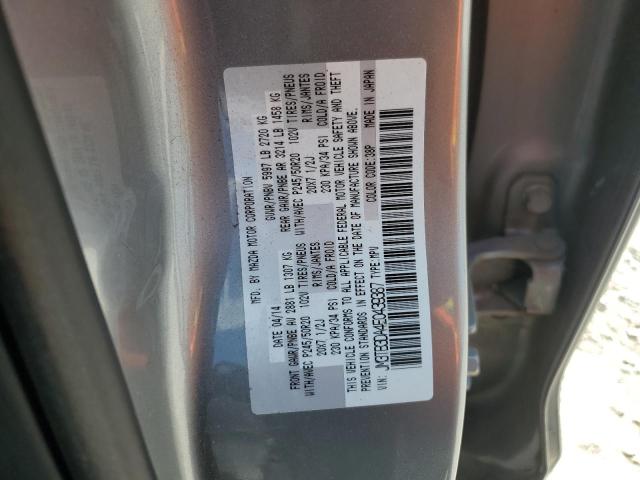 MFD. BY MAZDA MOTOR CORPORATION
04/14 GVWR/PNBV 5997 LB 2720 KG
FRONT GAWR/PNBE AV 2881 LB 1307 KG REAR GAWR/PNBE AR 3214 LB 1458 KG
WITH/AVEC P245/50R20 102V TIRES/PNEUS WITH/AVEC P245/50R20 102V TIRES/PNEUS
20X7 1/2J RIMS/JANTES. 20X7 1/2J RIMS/JANTES
230 KPA/34 PSI COLD/A FROID 230 KPA/34 PSI COLD/A FROID
THIS VEHICLE CONFORMS TO ALL APPLICABLE FEDERAL MOTOR VEHICLE SAFETY AND THEFT
PREVENTION STANDARDS IN EFFECT ON THE DATE OF MANUFACTURE SHOWN ABOVE.
VIN: TYPE:MPV COLOR CODE:38P MADE IN JAPAN